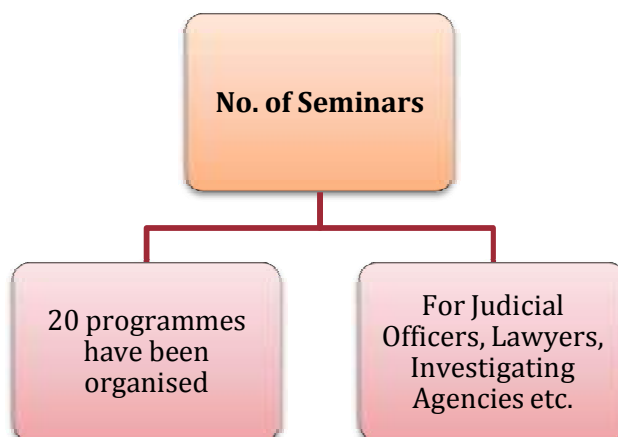 No. of Seminars
20 programmes
have been
organised
For Judicial
Officers, Lawyers,
Investigating
Agencies etc.